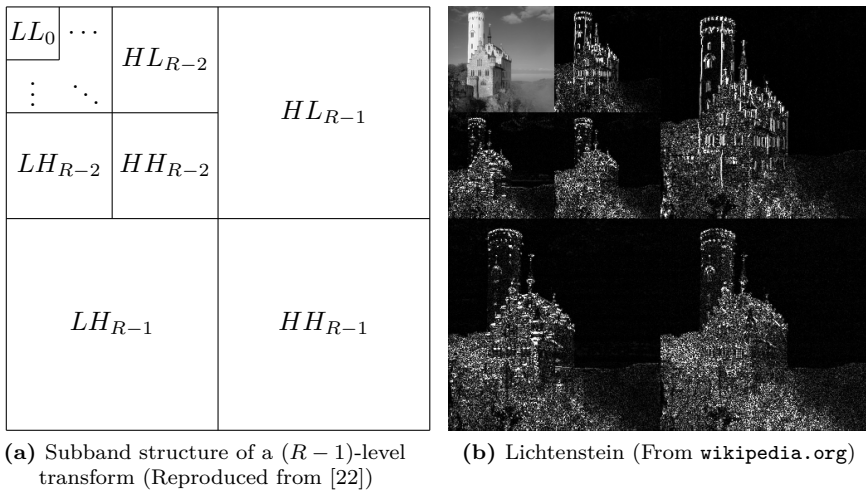 LL_0 ⋯
⋮ ⋱
HL_{R−2}
HL_{R−1}
LH_{R−2}
HH_{R−2}
LH_{R−1}
HH_{R−1}
(a) Subband structure of a (R − 1)-level
transform (Reproduced from [22])
(b) Lichtenstein (From wikipedia.org)